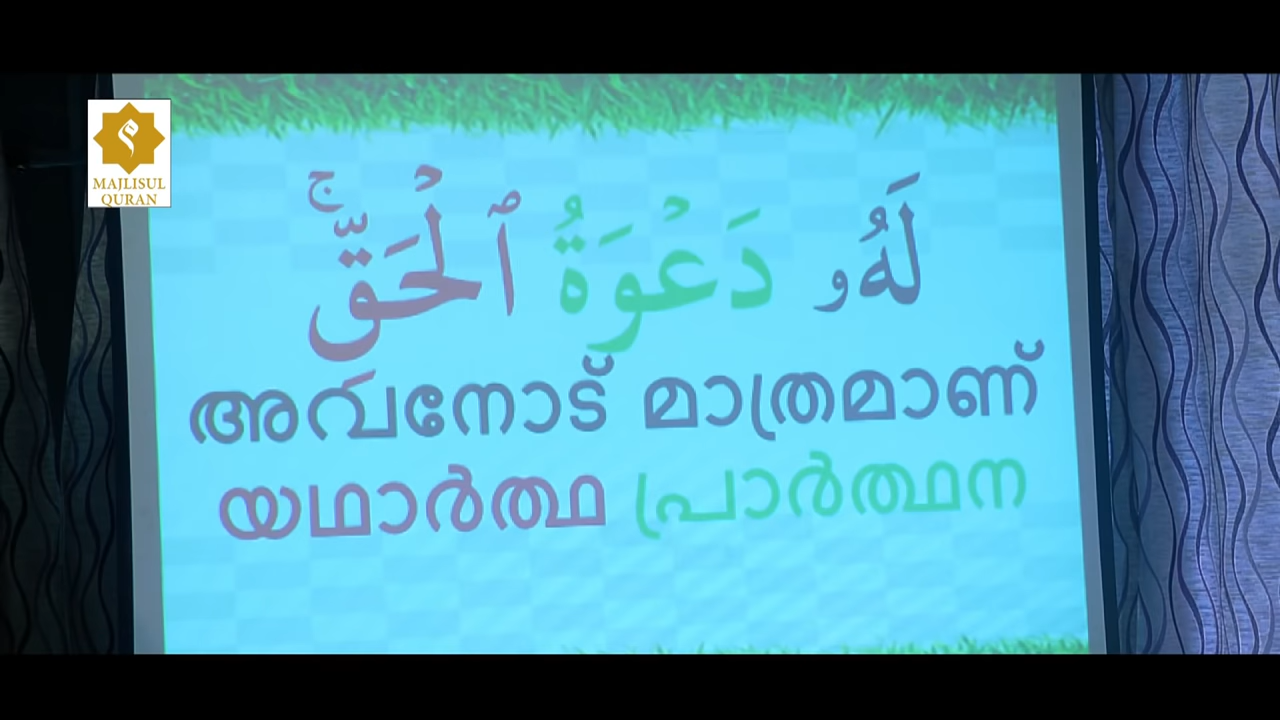 MAJLISUL
QURAN
لَهُۥ دَعْوَةُ ٱلْحَقِّ ۚ
അവനോട് മാത്രമാണ്
യഥാർത്ഥ പ്രാർത്ഥന